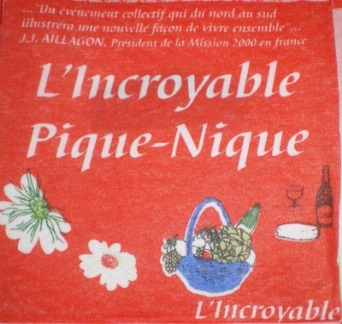 ..."Un événement collectif qui du nord au sud
illustrera une nouvelle façon de vivre ensemble"...
J.J. AILLAGON, Président de la Mission 2000 en france
L'Incroyable
Pique-Nique
L'Incroyable